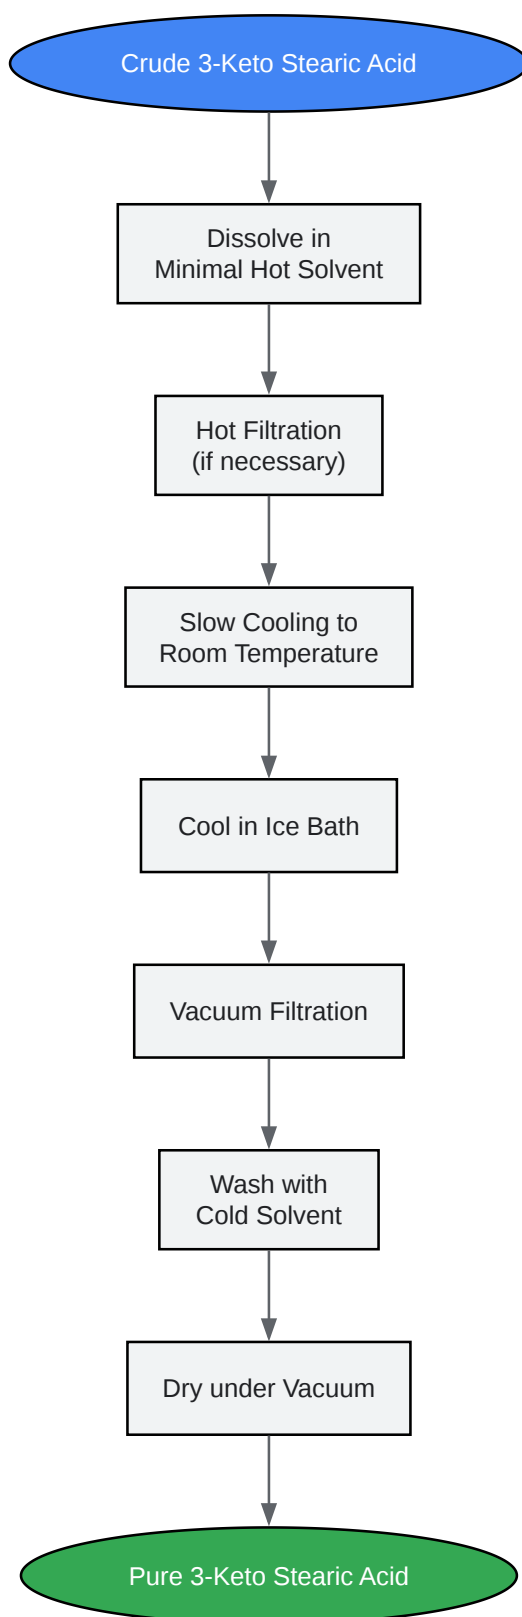 Crude 3-Keto Stearic Acid
Dissolve in
Minimal Hot Solvent
Hot Filtration
(if necessary)
Slow Cooling to
Room Temperature
Cool in Ice Bath
Vacuum Filtration
Wash with
Cold Solvent
Dry under Vacuum
Pure 3-Keto Stearic Acid